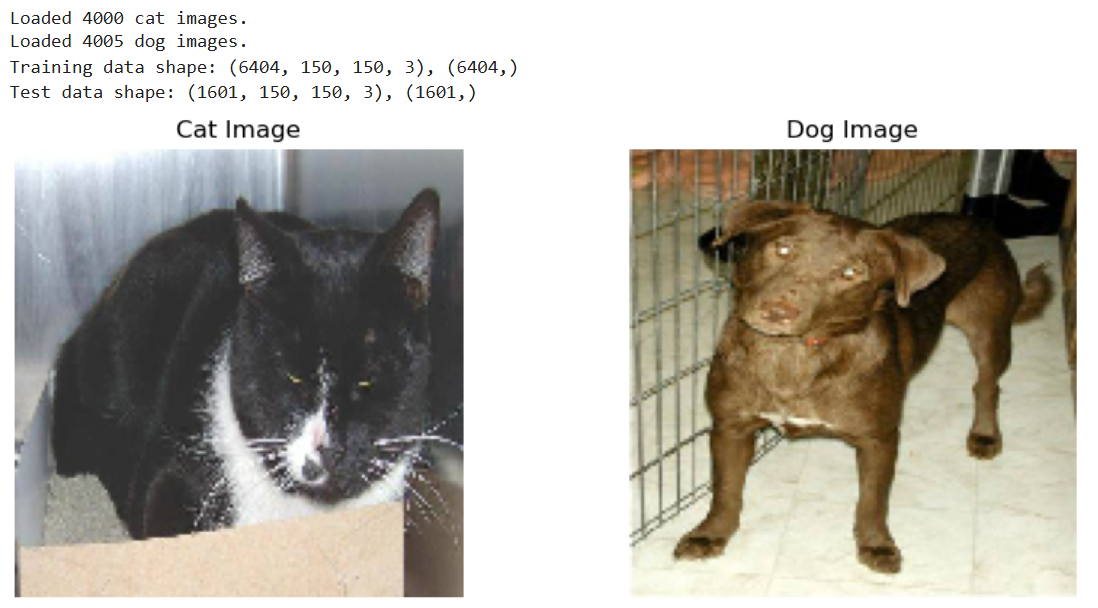 Loaded 4000 cat images.
Loaded 4005 dog images.
Training data shape: (6404, 150, 150, 3), (6404,)
Test data shape: (1601, 150, 150, 3), (1601,)
Cat Image
Dog Image